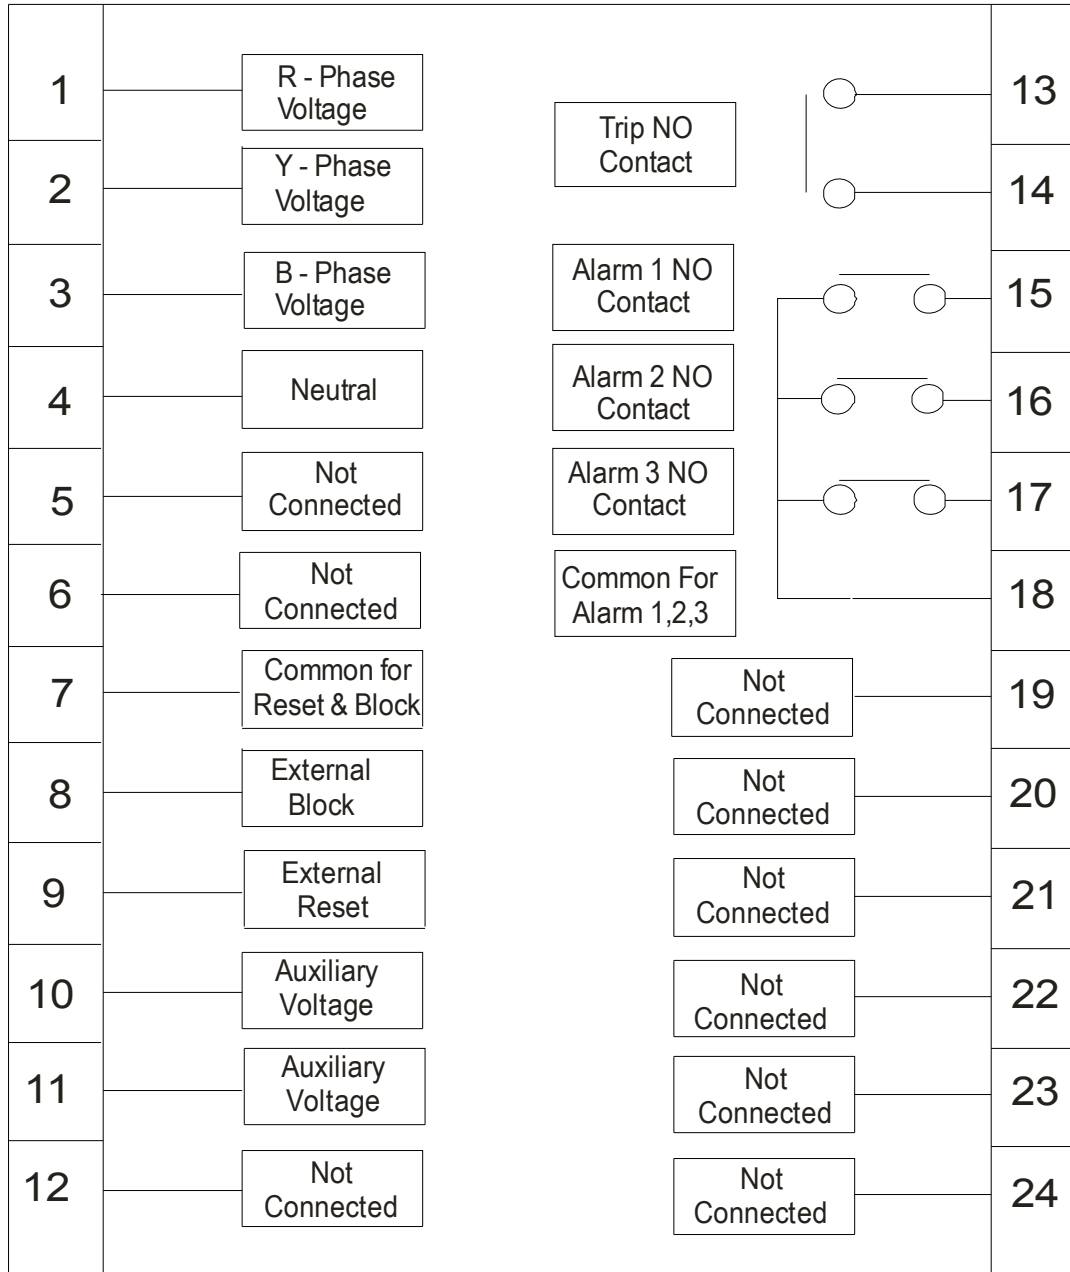 1
R - Phase
Voltage
2
Y - Phase
Voltage
3
B - Phase
Voltage
4
Neutral
5
Not
Connected
6
Not
Connected
7
Common for
Reset & Block
8
External
Block
9
External
Reset
10
Auxiliary
Voltage
11
Auxiliary
Voltage
12
Not
Connected
Trip NO
Contact
13
14
Alarm 1 NO
Contact
15
Alarm 2 NO
Contact
16
Alarm 3 NO
Contact
17
Common For
Alarm 1,2,3
18
Not
Connected
19
Not
Connected
20
Not
Connected
21
Not
Connected
22
Not
Connected
23
Not
Connected
24